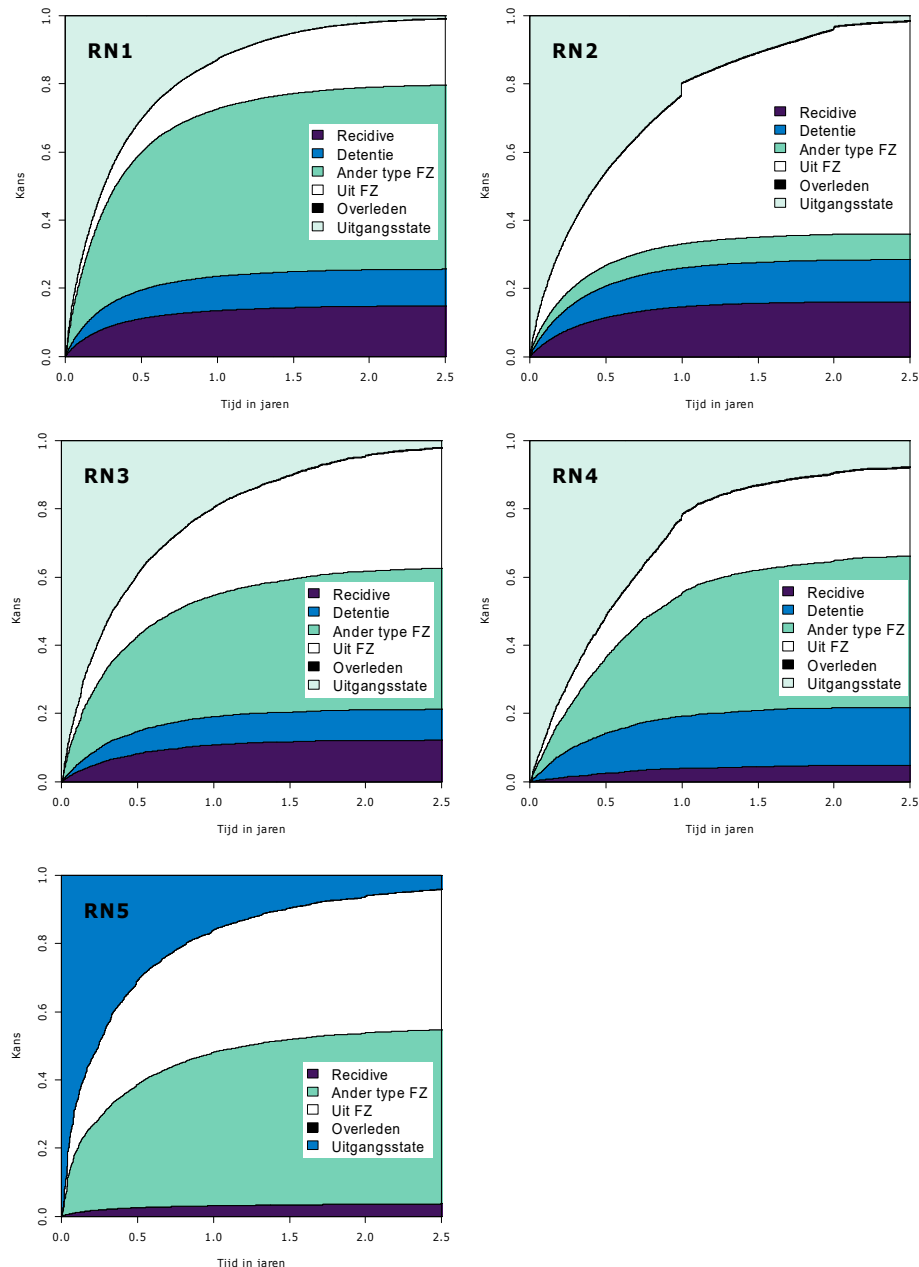 RN1
Kans
0.0 0.2 0.4 0.6 0.8 1.0
Recidive
Detentie
Ander type FZ
Uit FZ
Overleden
Uitgangsstate
0.0 0.5 1.0 1.5 2.0 2.5
Tijd in jaren
RN2
Kans
0.0 0.2 0.4 0.6 0.8 1.0
Recidive
Detentie
Ander type FZ
Uit FZ
Overleden
Uitgangsstate
0.0 0.5 1.0 1.5 2.0 2.5
Tijd in jaren
RN3
Kans
0.0 0.2 0.4 0.6 0.8 1.0
Recidive
Detentie
Ander type FZ
Uit FZ
Overleden
Uitgangsstate
0.0 0.5 1.0 1.5 2.0 2.5
Tijd in jaren
RN4
Kans
0.0 0.2 0.4 0.6 0.8 1.0
Recidive
Detentie
Ander type FZ
Uit FZ
Overleden
Uitgangsstate
0.0 0.5 1.0 1.5 2.0 2.5
Tijd in jaren
RN5
Kans
0.0 0.2 0.4 0.6 0.8 1.0
Recidive
Ander type FZ
Uit FZ
Overleden
Uitgangsstate
0.0 0.5 1.0 1.5 2.0 2.5
Tijd in jaren